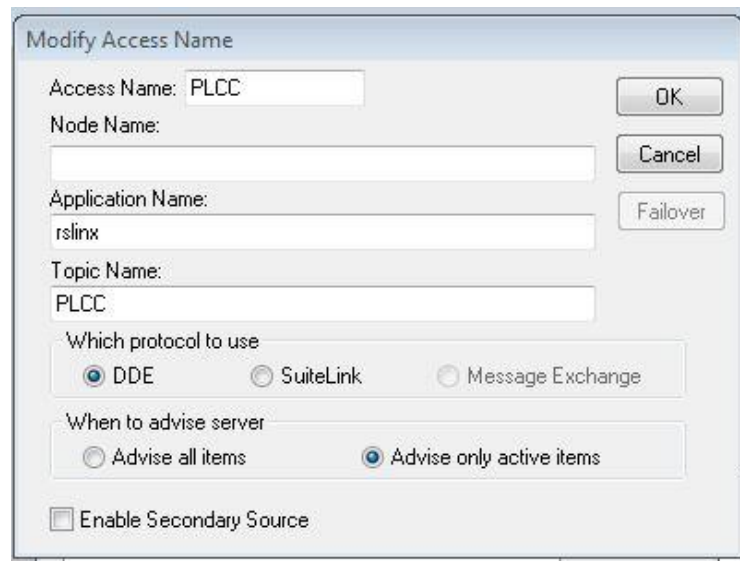 Modify Access Name
Access Name: PLCC
OK
Node Name:
Cancel
Application Name:
Failover
rslinx
Topic Name:
PLCC
Which protocol to use
DDE SuiteLink Message Exchange
When to advise server
Advise all items Advise only active items
Enable Secondary Source